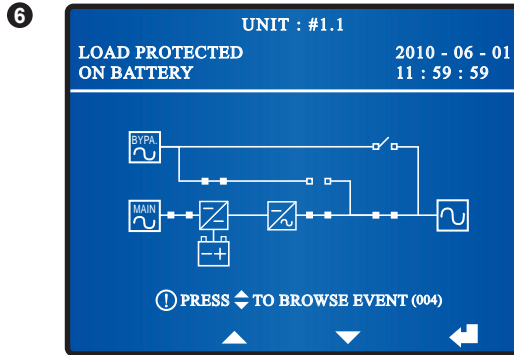 6
UNIT : #1.1
LOAD PROTECTED
ON BATTERY
2010 - 06 - 01
11 : 59 : 59
BYPA.
MAIN
PRESS TO BROWSE EVENT (004)